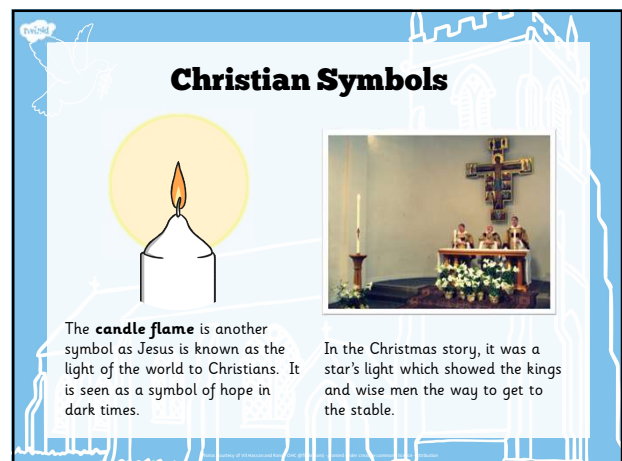 twinkl
Christian Symbols
The candle flame is another
symbol as Jesus is known as the
light of the world to Christians. It
is seen as a symbol of hope in
dark times.
In the Christmas story, it was a
star’s light which showed the kings
and wise men the way to get to
the stable.